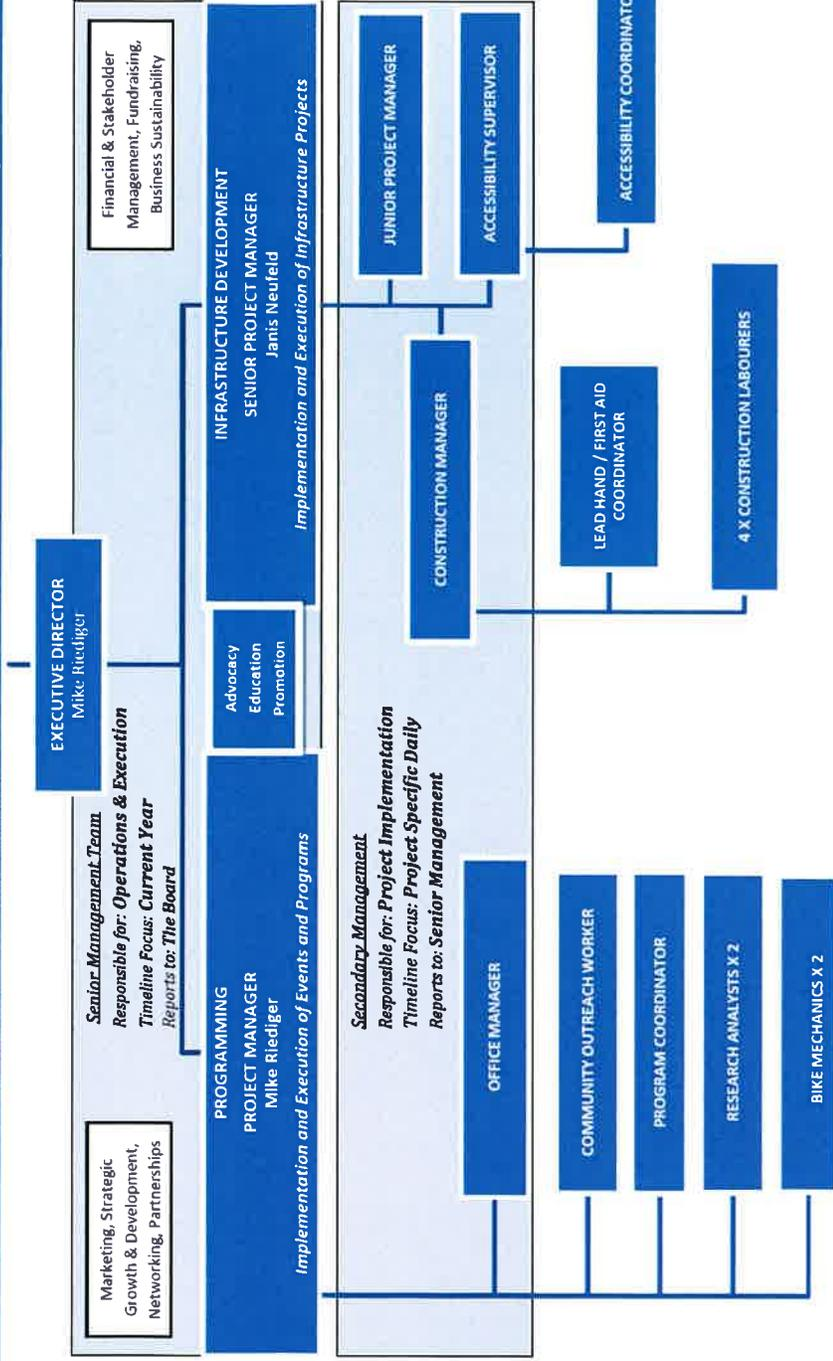 EXECUTIVE DIRECTOR
Mike Riediger
Marketing, Strategic
Growth & Development,
Networking, Partnerships
Senior Management Team
Responsible for: Operations & Execution
Timeline Focus: Current Year
Reports to: The Board
Financial & Stakeholder
Management, Fundraising,
Business Sustainability
PROGRAMMING
PROJECT MANAGER
Mike Riediger
Implementation and Execution of Events and Programs
Advocacy
Education
Promotion
INFRASTRUCTURE DEVELOPMENT
SENIOR PROJECT MANAGER
Janis Neufeld
Implementation and Execution of Infrastructure Projects
Secondary Management
Responsible for: Project Implementation
Timeline Focus: Project Specific Daily
Reports to: Senior Management
JUNIOR PROJECT MANAGER
CONSTRUCTION MANAGER
ACCESSIBILITY SUPERVISOR
OFFICE MANAGER
COMMUNITY OUTREACH WORKER
LEAD HAND / FIRST AID
COORDINATOR
ACCESSIBILITY COORDINATO
PROGRAM COORDINATOR
RESEARCH ANALYSTS X 2
4 X CONSTRUCTION LABOURERS
BIKE MECHANICS X 2